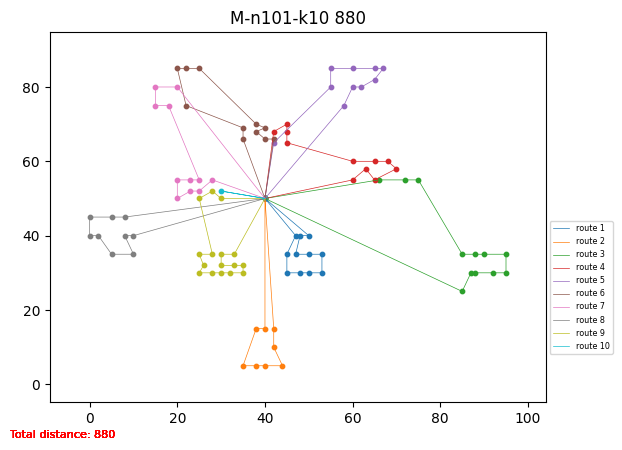 M-n101-k10 880
80
60
40
20
0
0 20 40 60 80 100
route 1
route 2
route 3
route 4
route 5
route 6
route 7
route 8
route 9
route 10
Total distance: 880